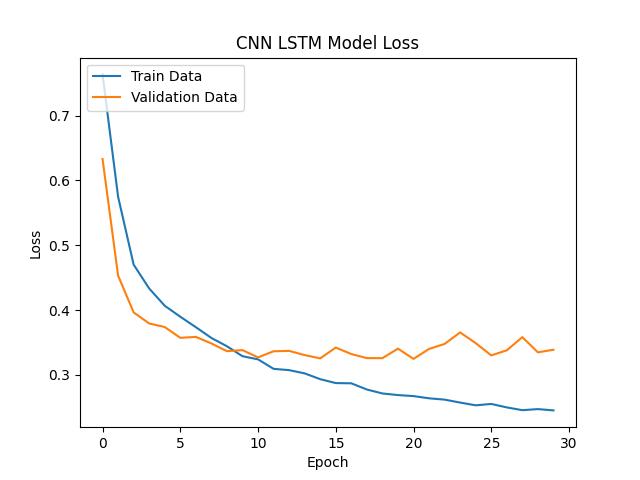 CNN LSTM Model Loss
Train Data
Validation Data
0.7
0.6
0.5
0.4
0.3
Loss
0 5 10 15 20 25 30
Epoch